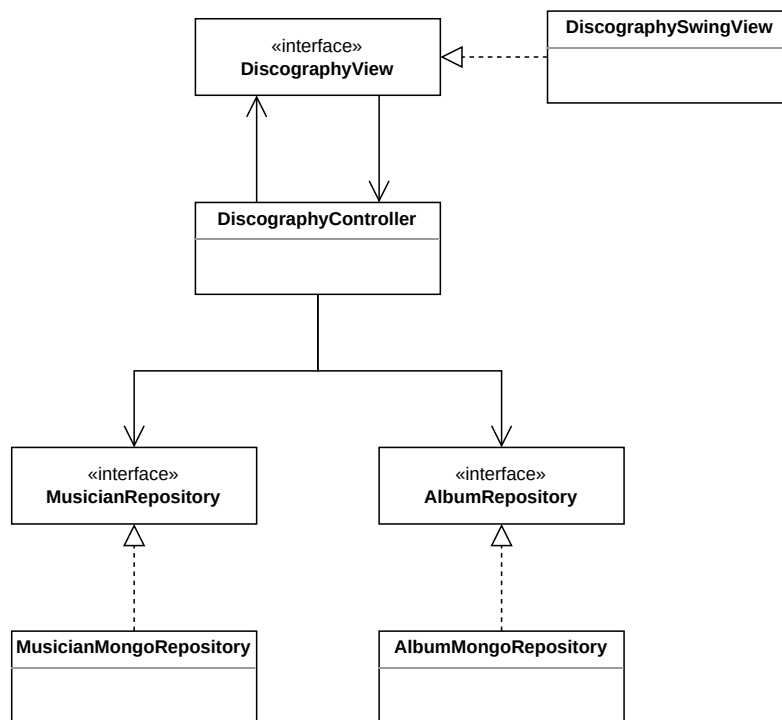 «interface»
DiscographyView
DiscographySwingView
DiscographyController
«interface»
MusicianRepository
«interface»
AlbumRepository
MusicianMongoRepository
AlbumMongoRepository